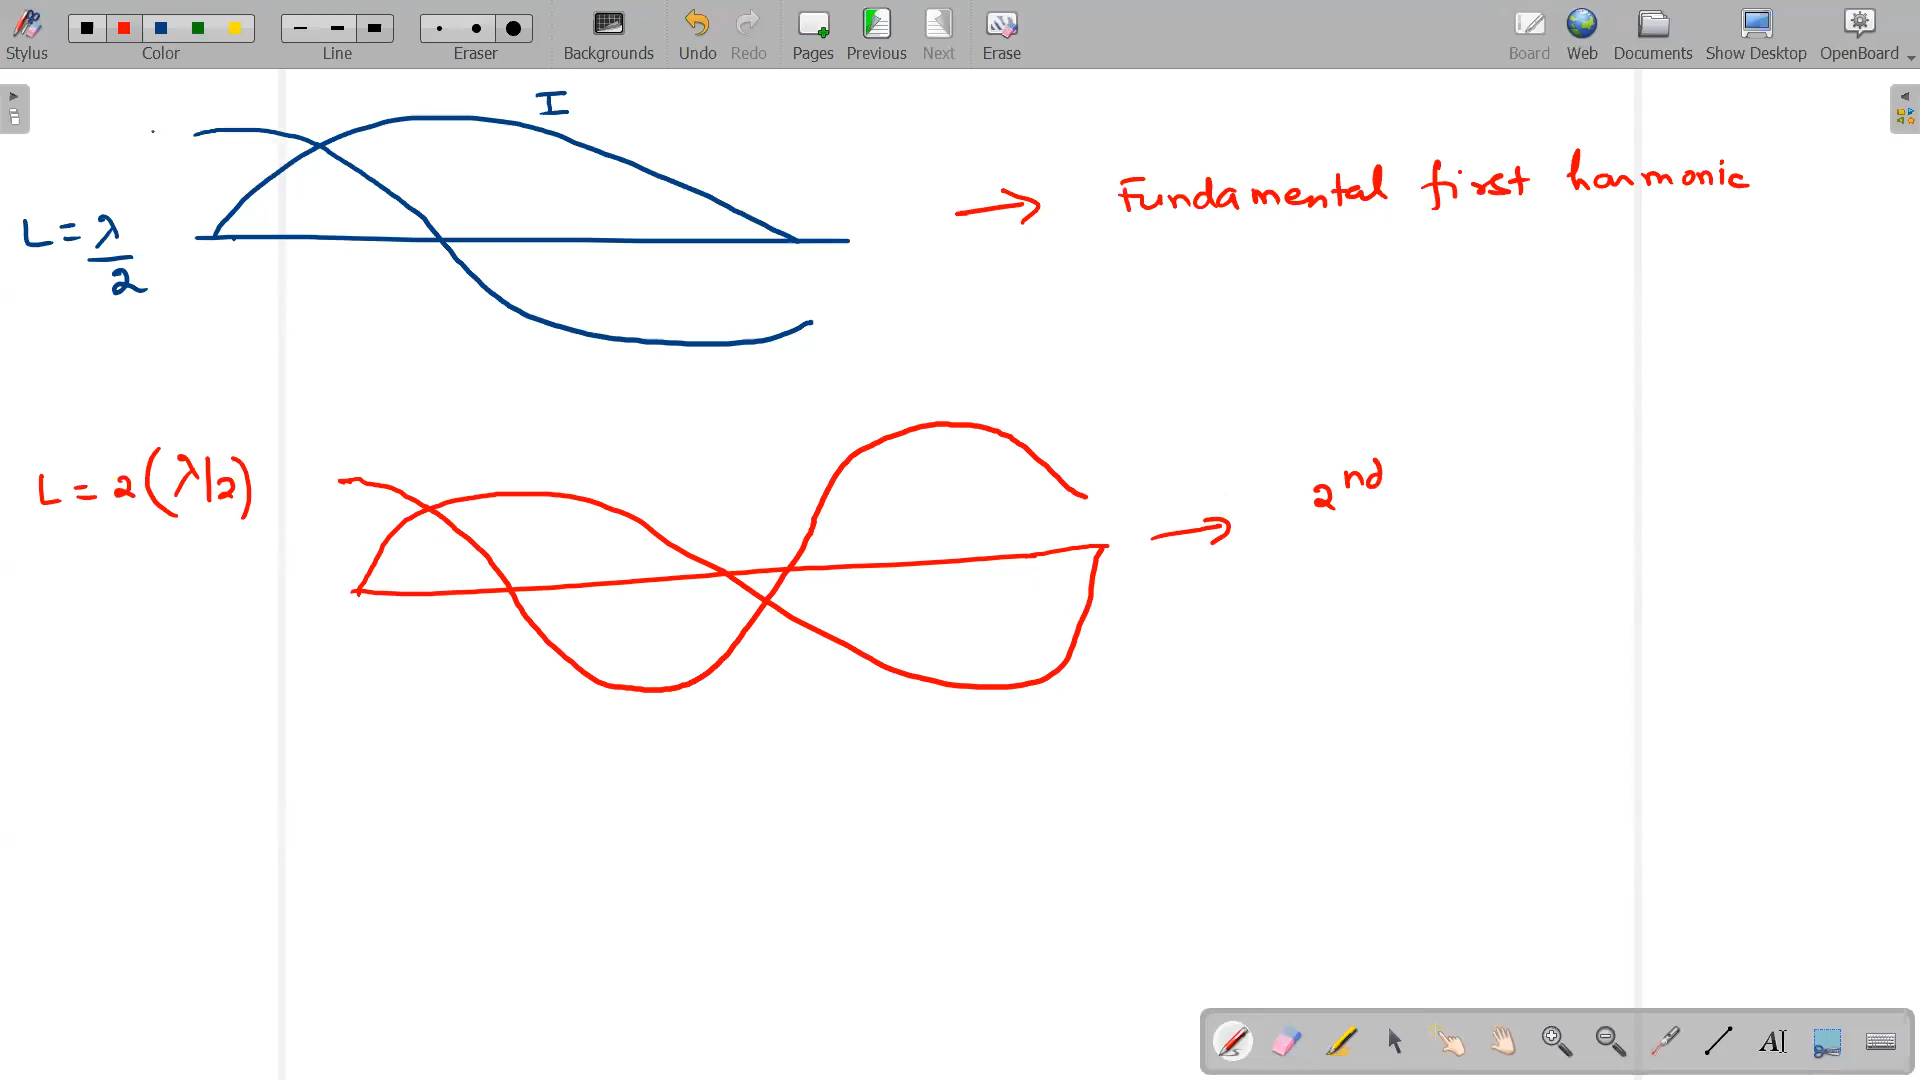 Stylus Color Line Eraser Backgrounds Undo Redo Pages Previous Next Erase Board Web Documents Show Desktop OpenBoard
I
Fundamental first harmonic
L = λ/2
L = 2(λ/2)
2nd
AI